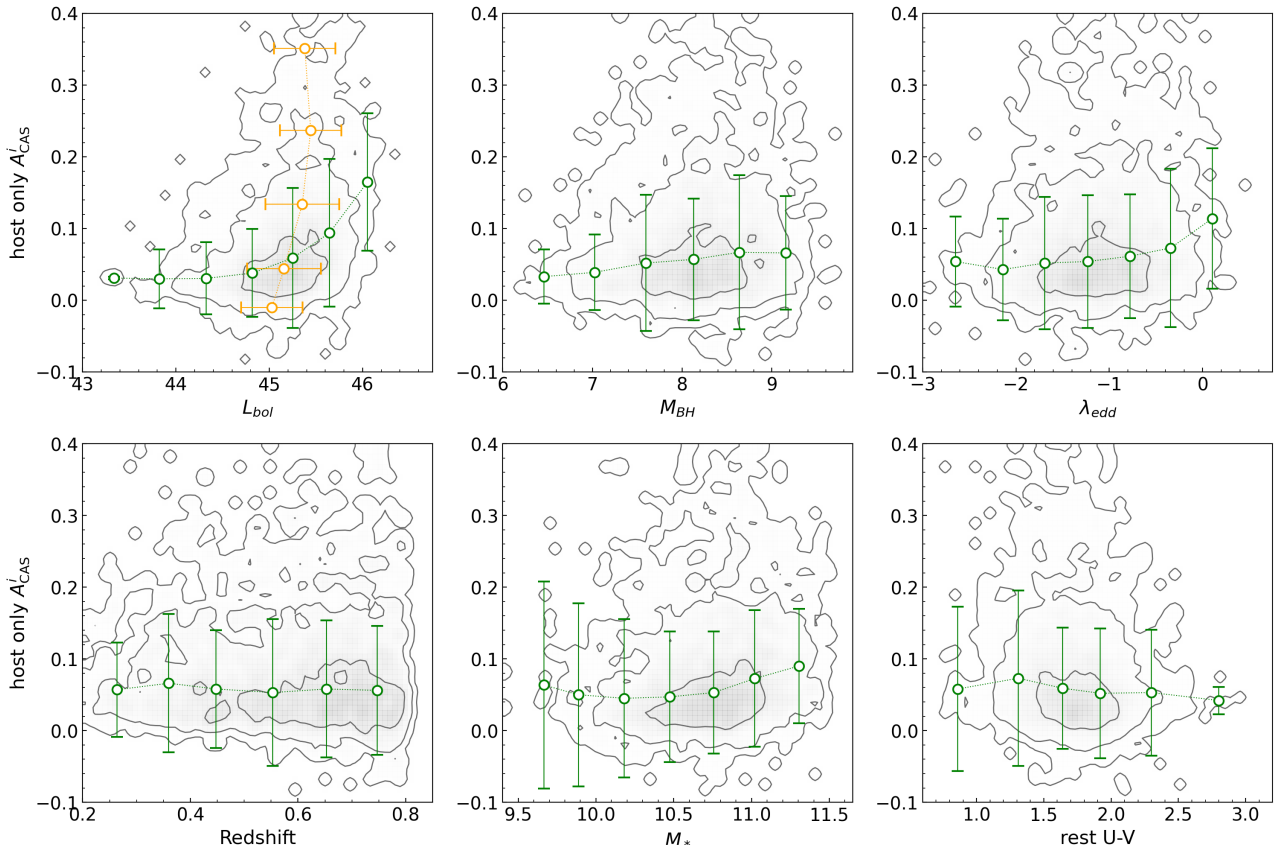 host only A^i_CAS
0.4
0.3
0.2
0.1
0.0
−0.1
43 44 45 46
L_bol
6 7 8 9
M_BH
0.4
0.3
0.2
0.1
0.0
−0.1
−3 −2 −1 0
λ_edd
0.4
0.3
0.2
0.1
0.0
−0.1
host only A^i_CAS
0.4
0.3
0.2
0.1
0.0
−0.1
0.2 0.4 0.6 0.8
Redshift
0.4
0.3
0.2
0.1
0.0
−0.1
9.5 10.0 10.5 11.0 11.5
M_*
0.4
0.3
0.2
0.1
0.0
−0.1
1.0 1.5 2.0 2.5 3.0
rest U-V